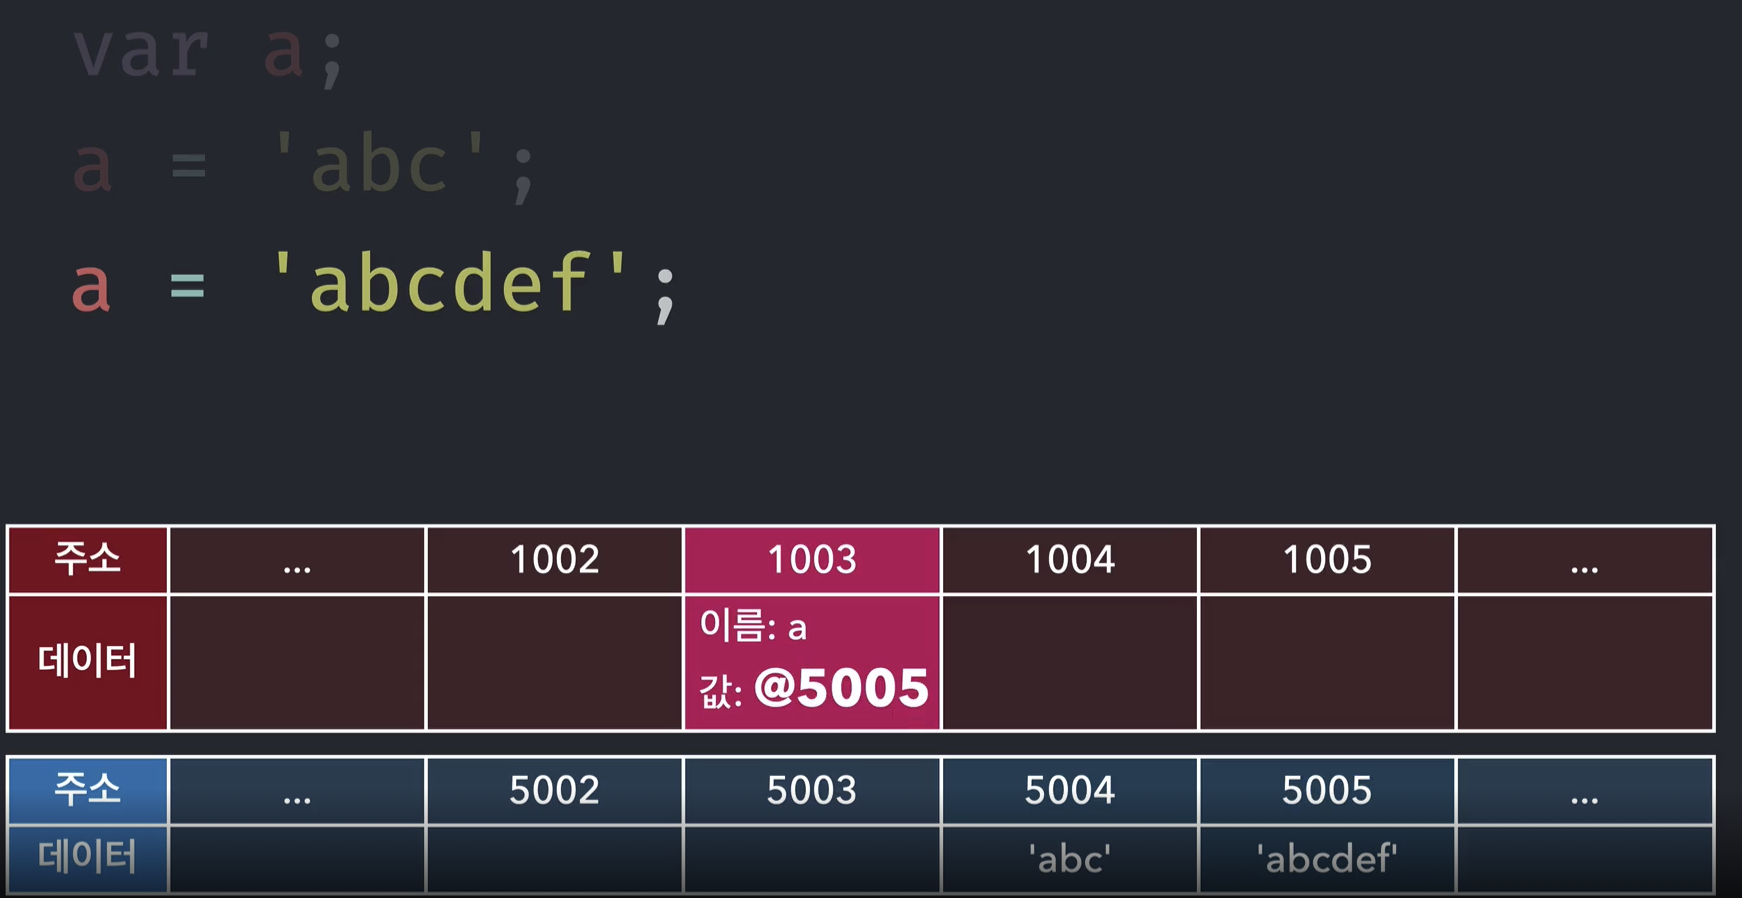 var a;
a = 'abc';
a = 'abcdef';
주소 ... 1002 1003 1004 1005 ...
데이터 이름: a
값: @5005
주소 ... 5002 5003 5004 5005 ...
데이터 'abc' 'abcdef'